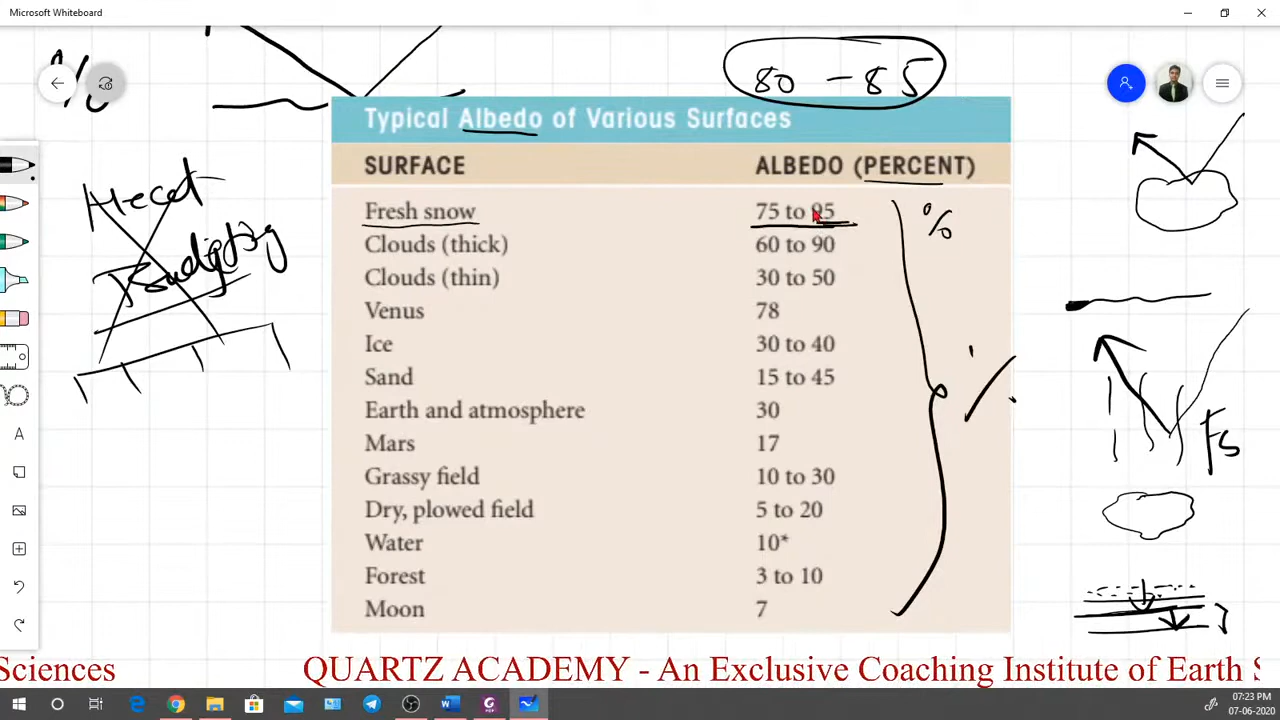 Microsoft Whiteboard
%
80 - 85
Typical Albedo of Various Surfaces
SURFACE ALBEDO (PERCENT)
Fresh snow 75 to 95
Clouds (thick) 60 to 90
Clouds (thin) 30 to 50
Venus 78
Ice 30 to 40
Sand 15 to 45
Earth and atmosphere 30
Mars 17
Grassy field 10 to 30
Dry, plowed field 5 to 20
Water 10*
Forest 3 to 10
Moon 7
%
%
Fs
A
Sciences QUARTZ ACADEMY - An Exclusive Coaching Institute of Earth S
07:23 PM
07-06-2020